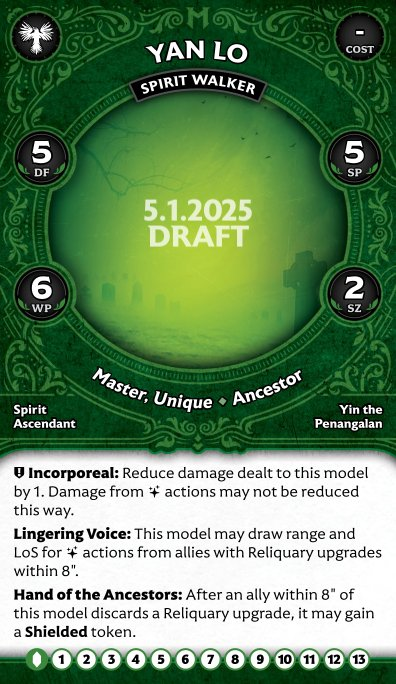 YAN LO
SPIRIT WALKER
-
COST
5
DF
5
SP
5.1.2025
DRAFT
6
WP
2
SZ
Master, Unique ◆ Ancestor
Spirit
Ascendant
Yin the
Penangalan
Incorporeal: Reduce damage dealt to this model
by 1. Damage from actions may not be reduced
this way.
Lingering Voice: This model may draw range and
LoS for actions from allies with Reliquary upgrades
within 8".
Hand of the Ancestors: After an ally within 8" of
this model discards a Reliquary upgrade, it may gain
a Shielded token.
1 2 3 4 5 6 7 8 9 10 11 12 13